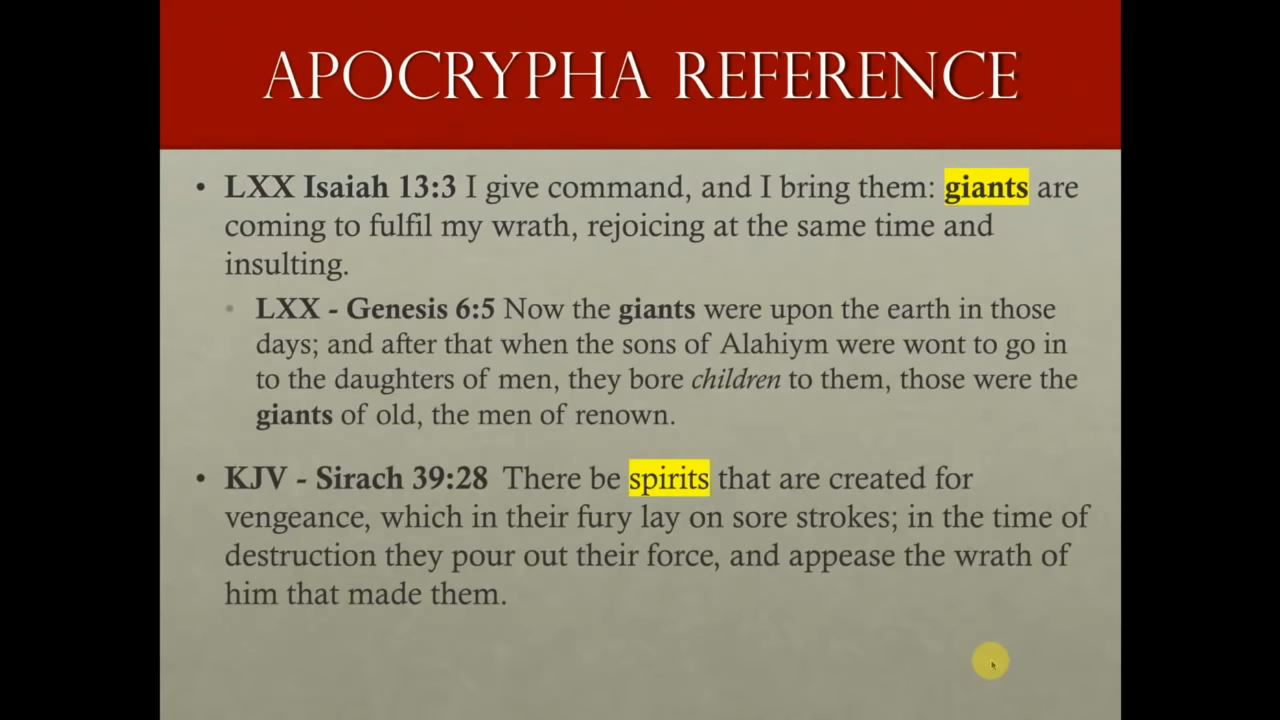 APOCRYPHA REFERENCE
• LXX Isaiah 13:3 I give command, and I bring them: giants are
coming to fulfil my wrath, rejoicing at the same time and
insulting.
• LXX - Genesis 6:5 Now the giants were upon the earth in those
days; and after that when the sons of Alahiym were wont to go in
to the daughters of men, they bore children to them, those were the
giants of old, the men of renown.
• KJV - Sirach 39:28 There be spirits that are created for
vengeance, which in their fury lay on sore strokes; in the time of
destruction they pour out their force, and appease the wrath of
him that made them.